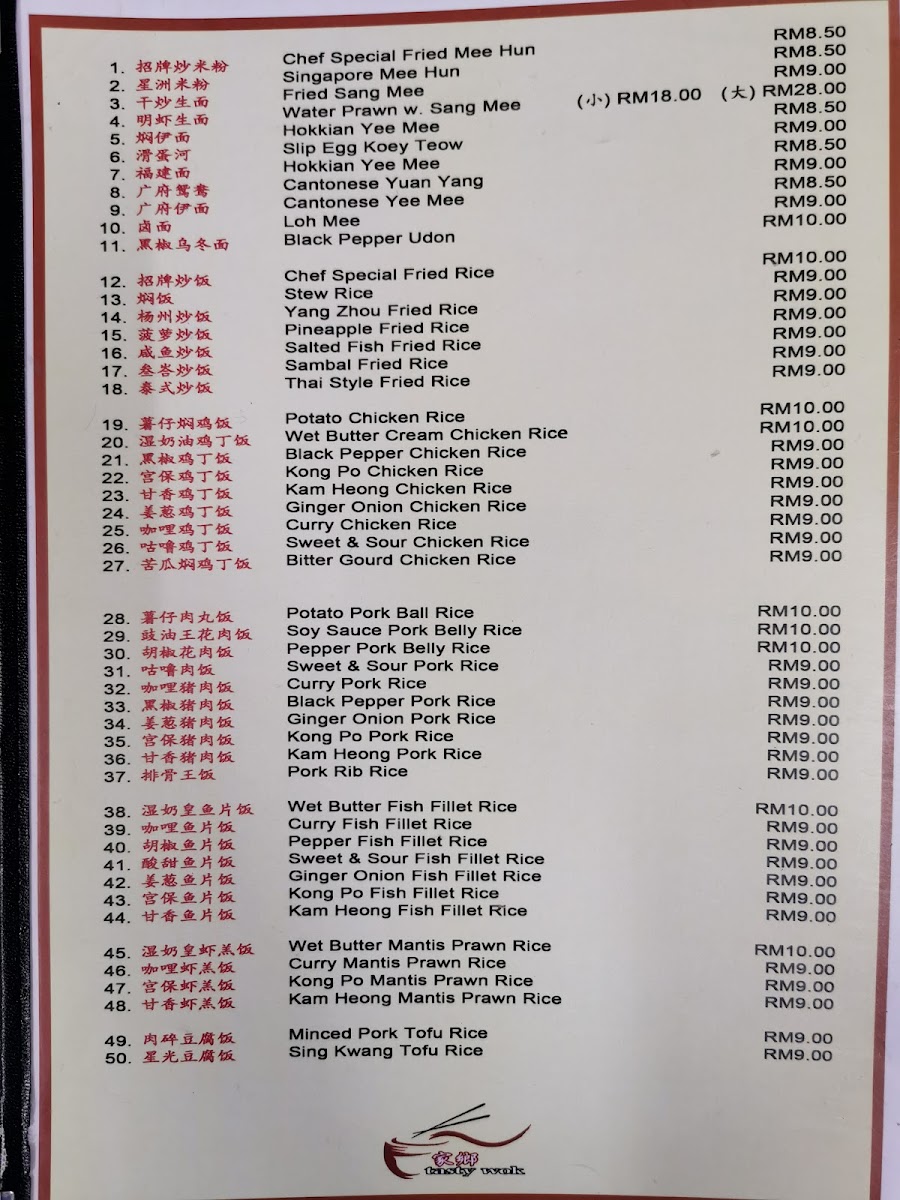 1. 招牌炒米粉 Chef Special Fried Mee Hun RM8.50
2. 星洲米粉 Singapore Mee Hun RM8.50
3. 干炒生面 Fried Sang Mee RM9.00
4. 明虾生面 Water Prawn w. Sang Mee (小) RM18.00 (大) RM28.00
5. 焖伊面 Hokkian Yee Mee RM8.50
6. 滑蛋河 Slip Egg Koey Teow RM9.00
7. 福建面 Hokkian Yee Mee RM8.50
8. 广府鸳鸯 Cantonese Yuan Yang RM9.00
9. 广府伊面 Cantonese Yee Mee RM8.50
10. 卤面 Loh Mee RM9.00
11. 黑椒乌冬面 Black Pepper Udon RM10.00
12. 招牌炒饭 Chef Special Fried Rice RM10.00
13. 焖饭 Stew Rice RM9.00
14. 杨州炒饭 Yang Zhou Fried Rice RM9.00
15. 菠萝炒饭 Pineapple Fried Rice RM9.00
16. 咸鱼炒饭 Salted Fish Fried Rice RM9.00
17. 叁峇炒饭 Sambal Fried Rice RM9.00
18. 泰式炒饭 Thai Style Fried Rice RM9.00
19. 薯仔焖鸡饭 Potato Chicken Rice RM10.00
20. 湿奶油鸡丁饭 Wet Butter Cream Chicken Rice RM10.00
21. 黑椒鸡丁饭 Black Pepper Chicken Rice RM9.00
22. 宫保鸡丁饭 Kong Po Chicken Rice RM9.00
23. 甘香鸡丁饭 Kam Heong Chicken Rice RM9.00
24. 姜葱鸡丁饭 Ginger Onion Chicken Rice RM9.00
25. 咖哩鸡丁饭 Curry Chicken Rice RM9.00
26. 咕噜鸡丁饭 Sweet & Sour Chicken Rice RM9.00
27. 苦瓜焖鸡丁饭 Bitter Gourd Chicken Rice RM9.00
28. 薯仔肉丸饭 Potato Pork Ball Rice RM10.00
29. 豉油王花肉饭 Soy Sauce Pork Belly Rice RM10.00
30. 胡椒花肉饭 Pepper Pork Belly Rice RM10.00
31. 咕噜肉饭 Sweet & Sour Pork Rice RM9.00
32. 咖哩猪肉饭 Curry Pork Rice RM9.00
33. 黑椒猪肉饭 Black Pepper Pork Rice RM9.00
34. 姜葱猪肉饭 Ginger Onion Pork Rice RM9.00
35. 宫保猪肉饭 Kong Po Pork Rice RM9.00
36. 甘香猪肉饭 Kam Heong Pork Rice RM9.00
37. 排骨王饭 Pork Rib Rice RM9.00
38. 湿奶皇鱼片饭 Wet Butter Fish Fillet Rice RM10.00
39. 咖哩鱼片饭 Curry Fish Fillet Rice RM9.00
40. 胡椒鱼片饭 Pepper Fish Fillet Rice RM9.00
41. 酸甜鱼片饭 Sweet & Sour Fish Fillet Rice RM9.00
42. 姜葱鱼片饭 Ginger Onion Fish Fillet Rice RM9.00
43. 宫保鱼片饭 Kong Po Fish Fillet Rice RM9.00
44. 甘香鱼片饭 Kam Heong Fish Fillet Rice RM9.00
45. 湿奶皇虾羔饭 Wet Butter Mantis Prawn Rice RM10.00
46. 咖哩虾羔饭 Curry Mantis Prawn Rice RM9.00
47. 宫保虾羔饭 Kong Po Mantis Prawn Rice RM9.00
48. 甘香虾羔饭 Kam Heong Mantis Prawn Rice RM9.00
49. 肉碎豆腐饭 Minced Pork Tofu Rice RM9.00
50. 星光豆腐饭 Sing Kwang Tofu Rice RM9.00
家鄉
tasty wok